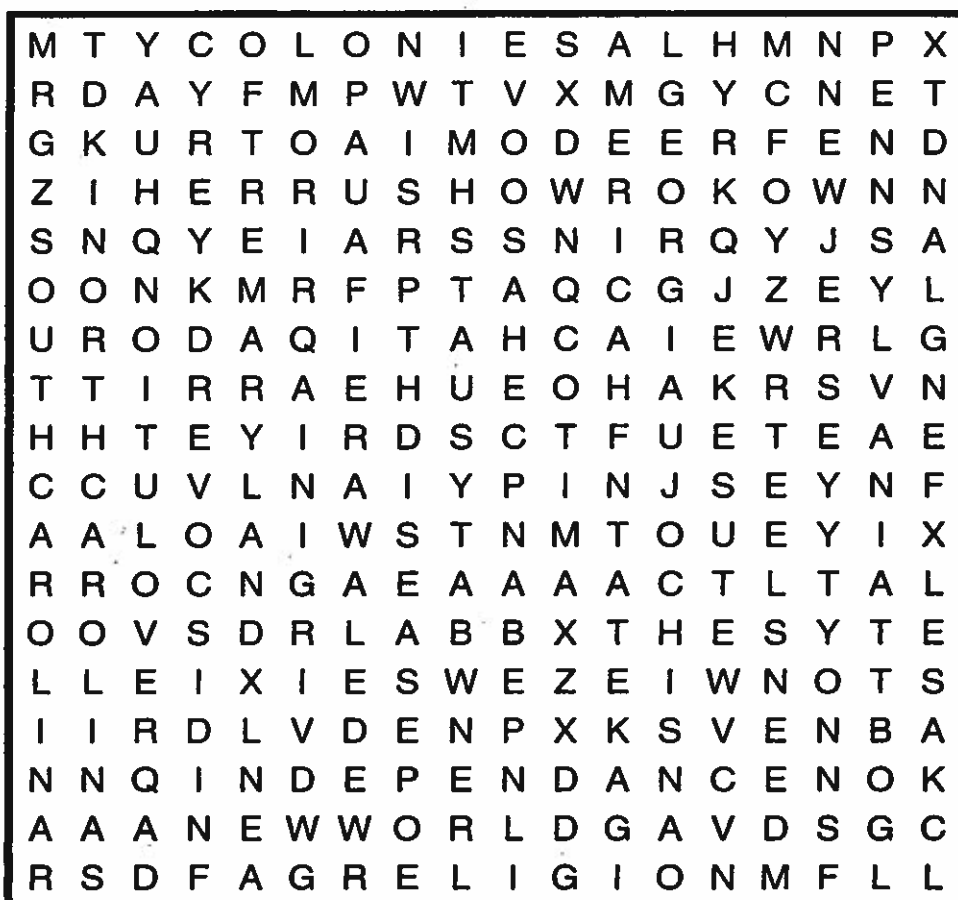 M T Y C O L O N I E S A L H M N P X
R D A Y F M P W T V X M G Y C N E T
G K U R T O A I M O D E E R F E N D
Z I H E R R U S H O W R O K O W N N
S N Q Y E I A R S S N I R Q Y J S A
O O N K M R F P T A Q C G J Z E Y L
U R O D A Q I T A H C A I E W R L G
T T I R R A E H U E O H A K R S V N
H H T E Y I R D S C T F U E T E A E
C C U V L N A I Y P I N J S E Y N F
A A L O A I W S T N M T O U E Y I X
R R O C N G A E A A A A C T L T A L
O O V S D R L A B B X T H E S Y T E
L L E I X I E S W E Z E I W N O T S
I I R D L V D E N P X K S V E N B A
N N Q I N D E P E N D A N C E N O K
A A A N E W W O R L D G A V D S G C
R S D F A G R E L I G I O N M F L L